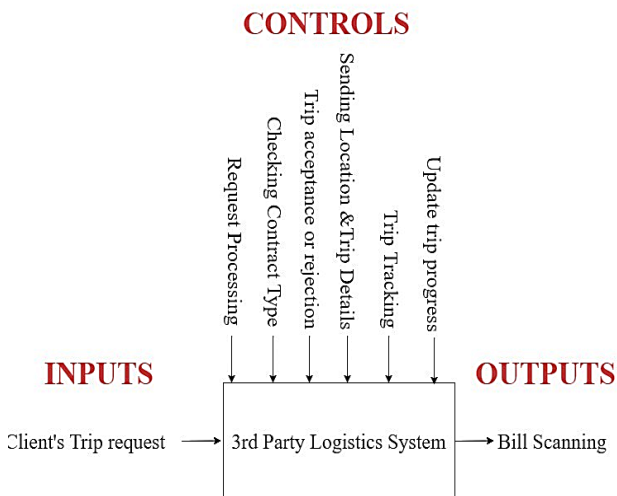 CONTROLS
Request Processing
Checking Contract Type
Trip acceptance or rejection
Sending Location &Trip Details
Trip Tracking
Update trip progress
INPUTS
OUTPUTS
Client's Trip request
3rd Party Logistics System
Bill Scanning